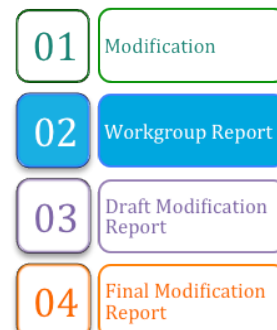 01 Modification
02 Workgroup Report
03 Draft Modification
Report
04 Final Modification
Report